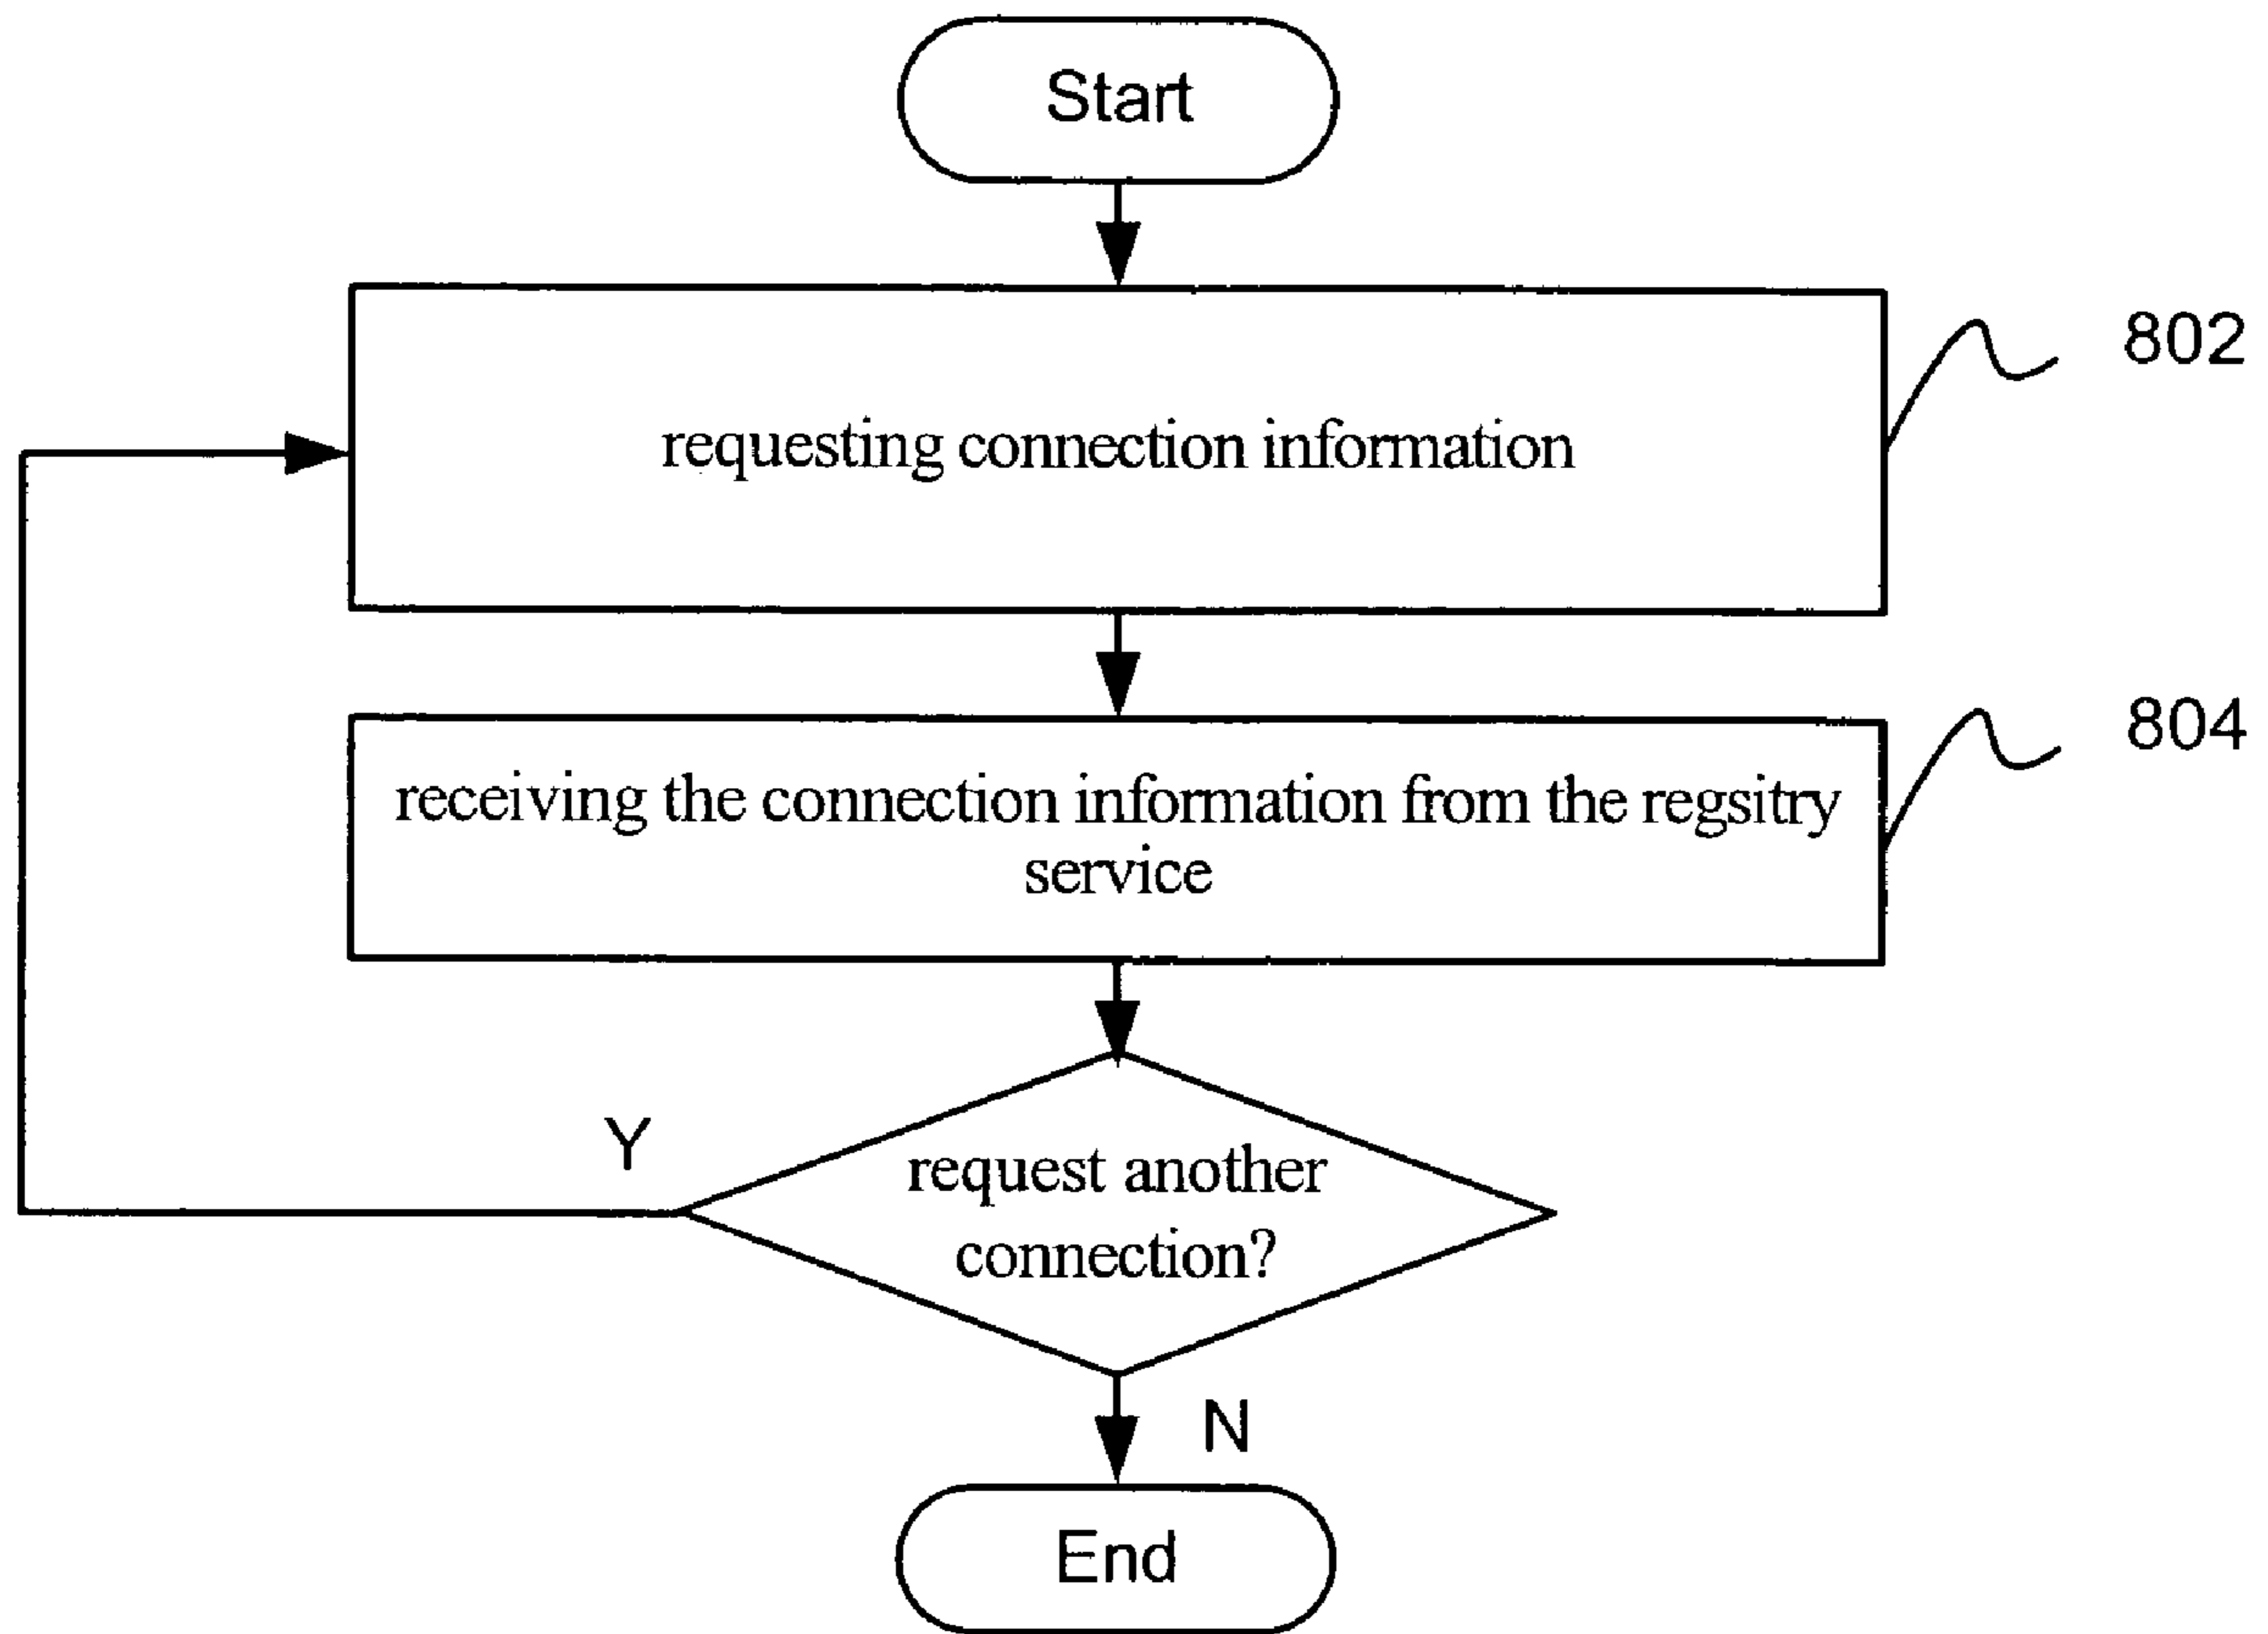 Start
802
requesting connection information
804
receiving the connection information from the regsitry
service
Y
request another
connection?
N
End